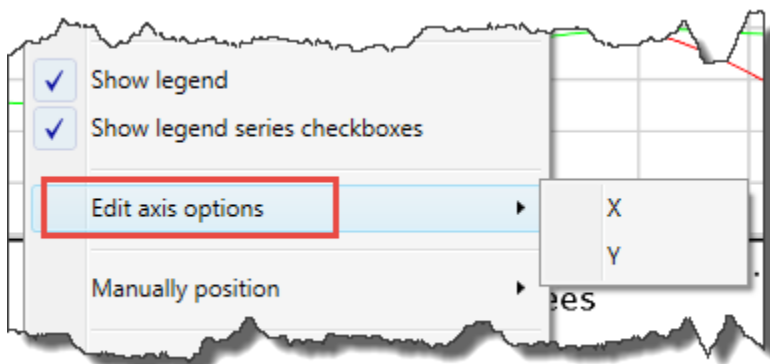 Show legend
Show legend series checkboxes
Edit axis options
X
Y
Manually position